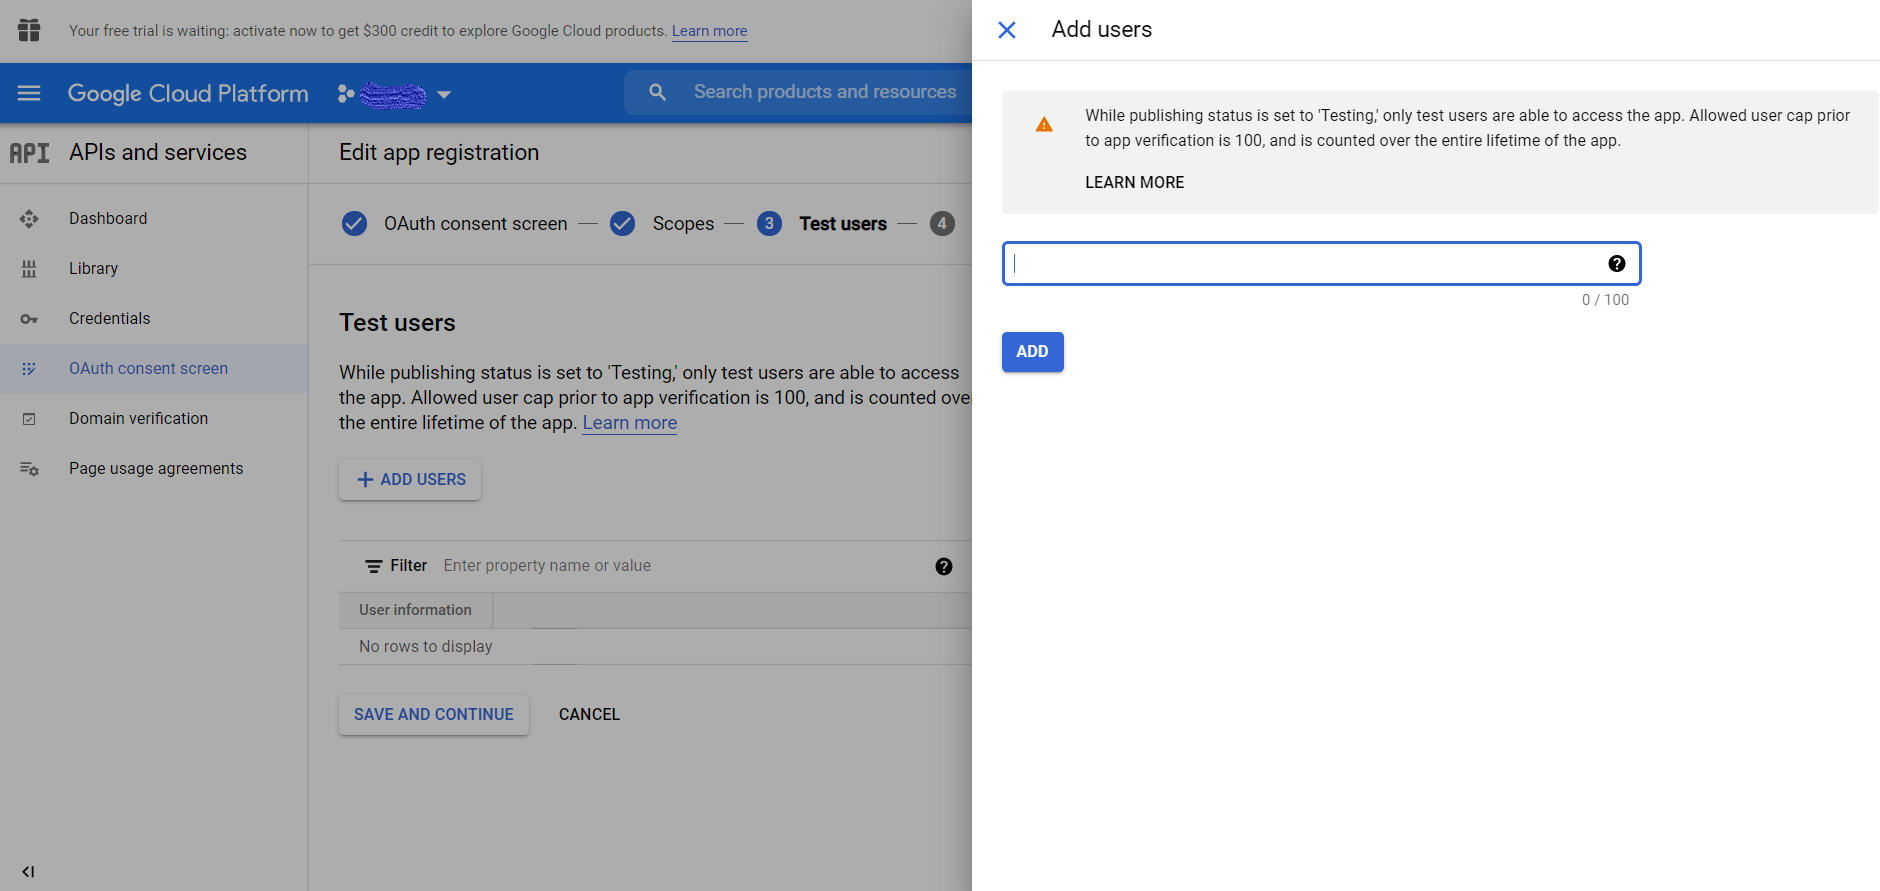 Your free trial is waiting: activate now to get $300 credit to explore Google Cloud products. Learn more
Google Cloud Platform
Search products and resources
API APIs and services
Dashboard
Library
Credentials
OAuth consent screen
Domain verification
Page usage agreements
Edit app registration
OAuth consent screen — Scopes — 3 Test users — 4
Test users
While publishing status is set to 'Testing,' only test users are able to access
the app. Allowed user cap prior to app verification is 100, and is counted ove
the entire lifetime of the app. Learn more
+ ADD USERS
Filter Enter property name or value
User information
No rows to display
SAVE AND CONTINUE CANCEL
Add users
While publishing status is set to 'Testing,' only test users are able to access the app. Allowed user cap prior
to app verification is 100, and is counted over the entire lifetime of the app.
LEARN MORE
0 / 100
ADD